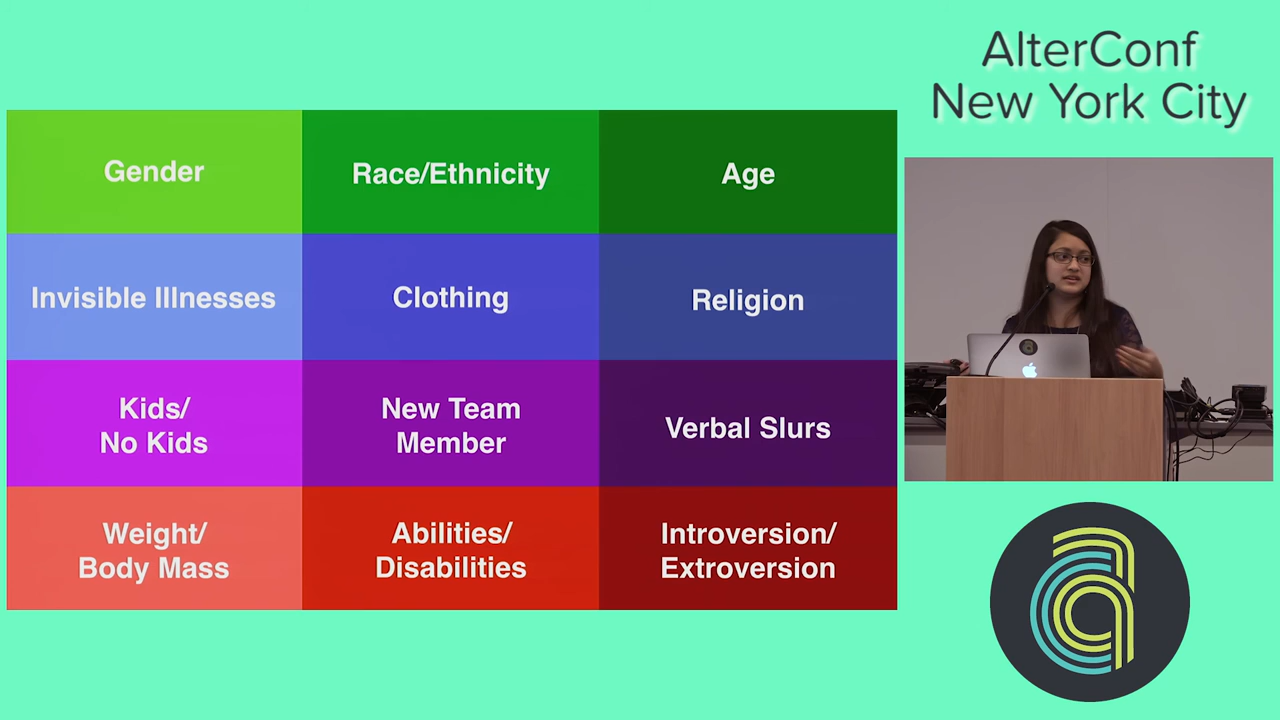 AlterConf
New York City
Gender
Race/Ethnicity
Age
Invisible Illnesses
Clothing
Religion
Kids/
No Kids
New Team
Member
Verbal Slurs
Weight/
Body Mass
Abilities/
Disabilities
Introversion/
Extroversion